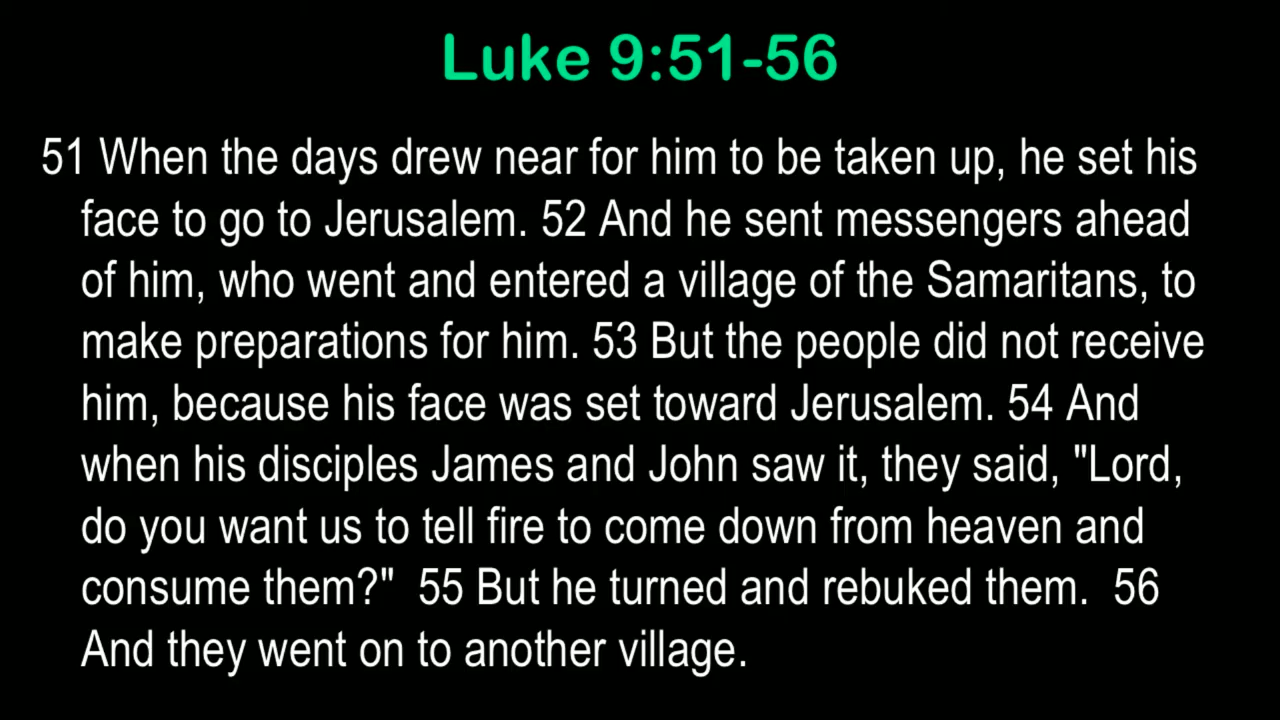 Luke 9:51-56
51 When the days drew near for him to be taken up, he set his
face to go to Jerusalem. 52 And he sent messengers ahead
of him, who went and entered a village of the Samaritans, to
make preparations for him. 53 But the people did not receive
him, because his face was set toward Jerusalem. 54 And
when his disciples James and John saw it, they said, "Lord,
do you want us to tell fire to come down from heaven and
consume them?"  55 But he turned and rebuked them.  56
And they went on to another village.